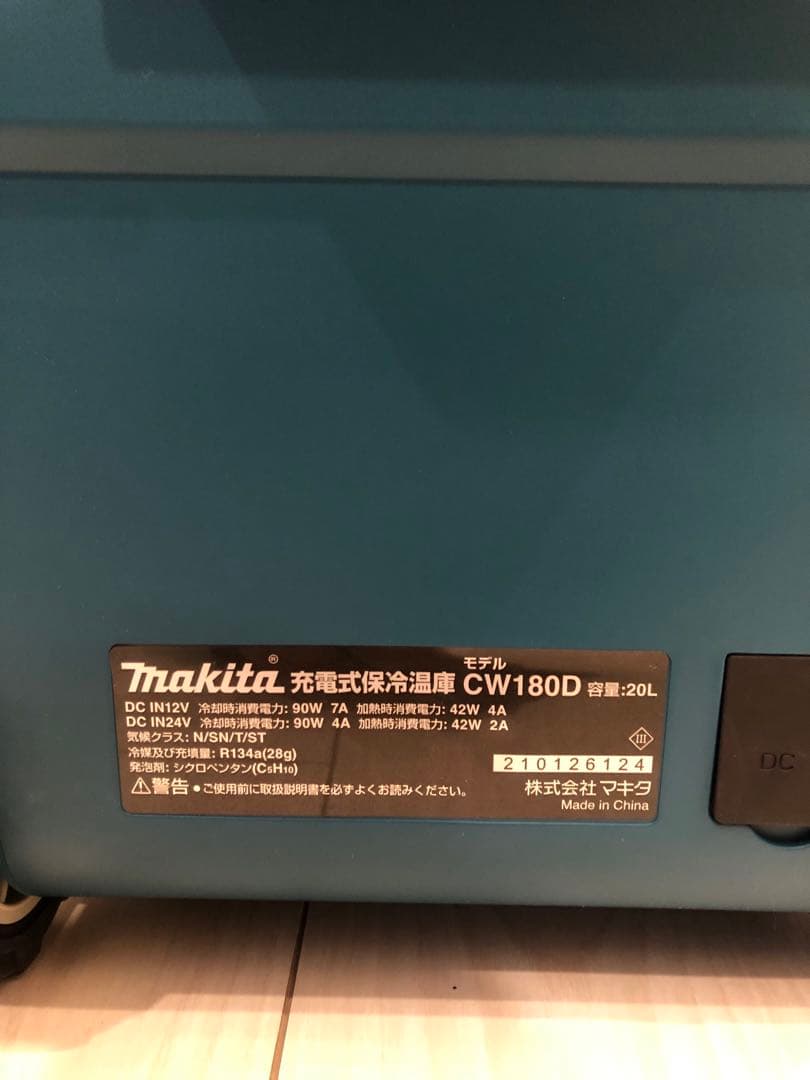 makita® 充電式保冷温庫 モデル CW180D 容量:20L
DC IN12V 冷却時消費電力: 90W 7A 加熱時消費電力: 42W 4A
DC IN24V 冷却時消費電力: 90W 4A 加熱時消費電力: 42W 2A
気候クラス: N/SN/T/ST
冷媒及び充填量: R134a(28g)
発泡剤: シクロペンタン(C₅H₁₀)
⚠警告 ●ご使用前に取扱説明書を必ずよくお読みください。
III
210126124
株式会社マキタ
Made in China
DC